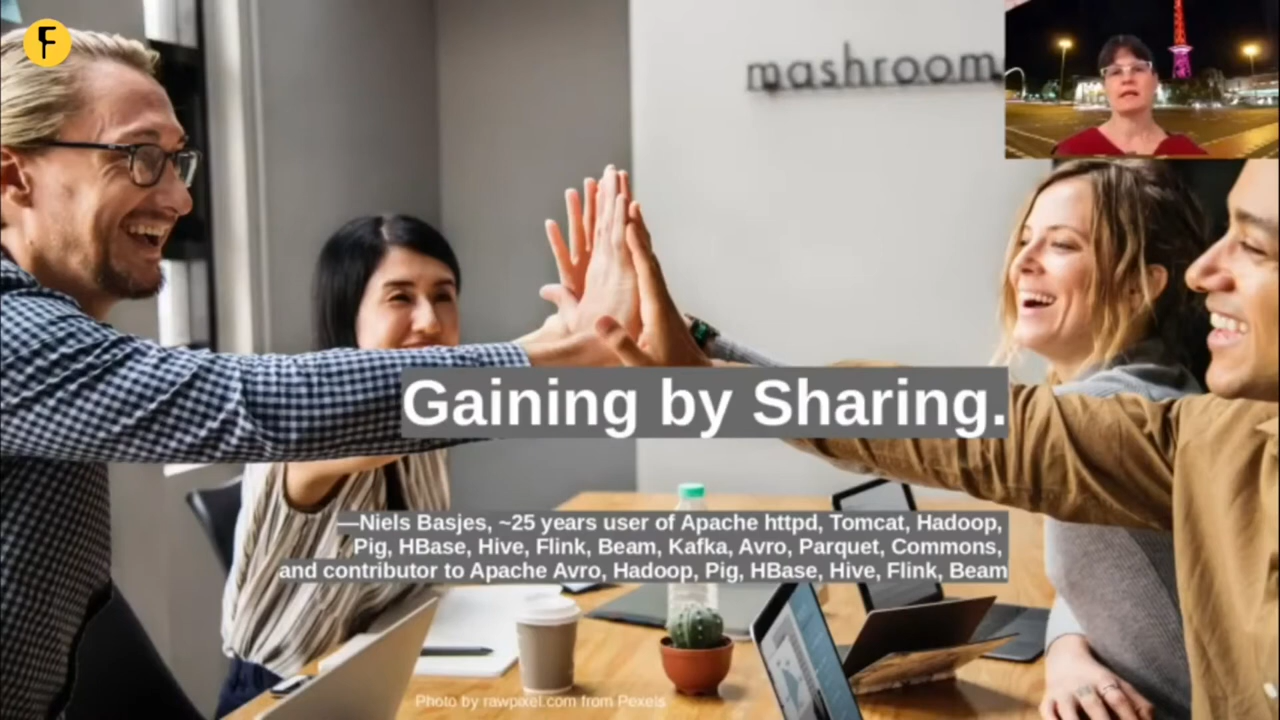 F
mashroom
Gaining by Sharing.
—Niels Basjes, ~25 years user of Apache httpd, Tomcat, Hadoop,
Pig, HBase, Hive, Flink, Beam, Kafka, Avro, Parquet, Commons,
and contributor to Apache Avro, Hadoop, Pig, HBase, Hive, Flink, Beam
Photo by rawpixel.com from Pexels